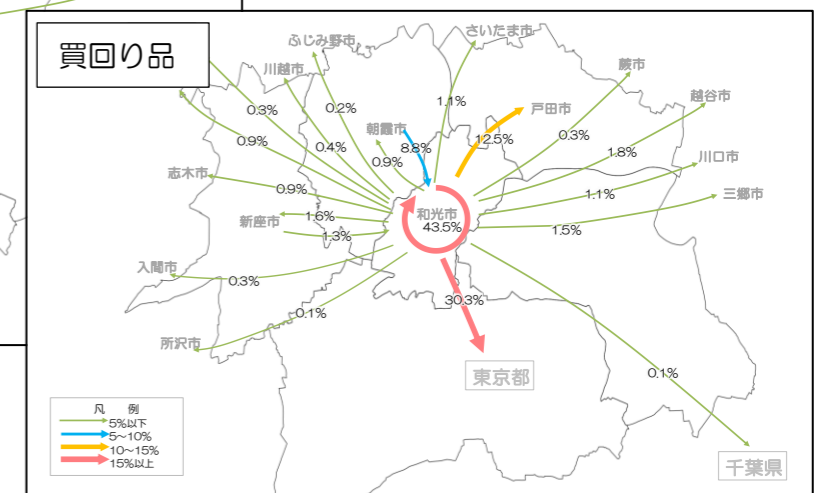 買回り品
ふじみ野市
さいたま市
川越市
蕨市
越谷市
戸田市
朝霞市
0.3%
0.2%
1.1%
12.5%
0.3%
8.8%
0.9%
0.4%
0.9%
1.8%
川口市
志木市
0.9%
1.1%
三郷市
新座市
1.6%
和光市
43.5%
1.3%
1.5%
入間市
0.3%
30.3%
0.1%
所沢市
東京都
0.1%
千葉県
凡 例
5%以下
5~10%
10~15%
15%以上